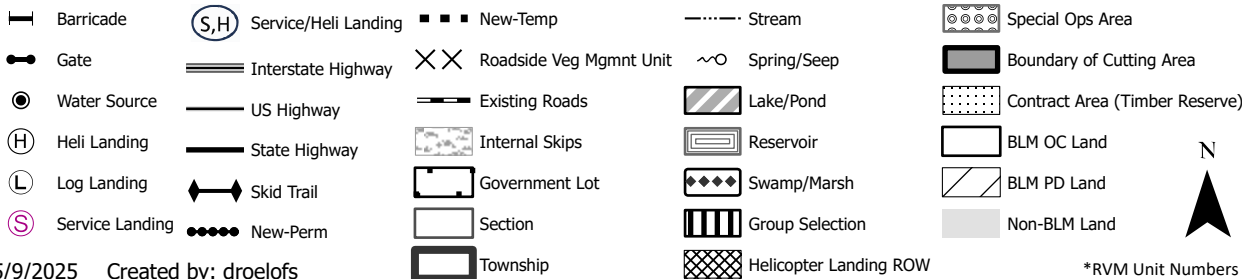 Barricade
Gate
Water Source
H Heli Landing
L Log Landing
S Service Landing
S,H Service/Heli Landing
Interstate Highway
US Highway
State Highway
Skid Trail
New-Perm
New-Temp
Roadside Veg Mgmnt Unit
Existing Roads
Internal Skips
Government Lot
Section
Township
Stream
Spring/Seep
Lake/Pond
Reservoir
Swamp/Marsh
Group Selection
Helicopter Landing ROW
Special Ops Area
Boundary of Cutting Area
Contract Area (Timber Reserve)
BLM OC Land
BLM PD Land
Non-BLM Land
N
/9/2025 Created by: droelofs
*RVM Unit Numbers